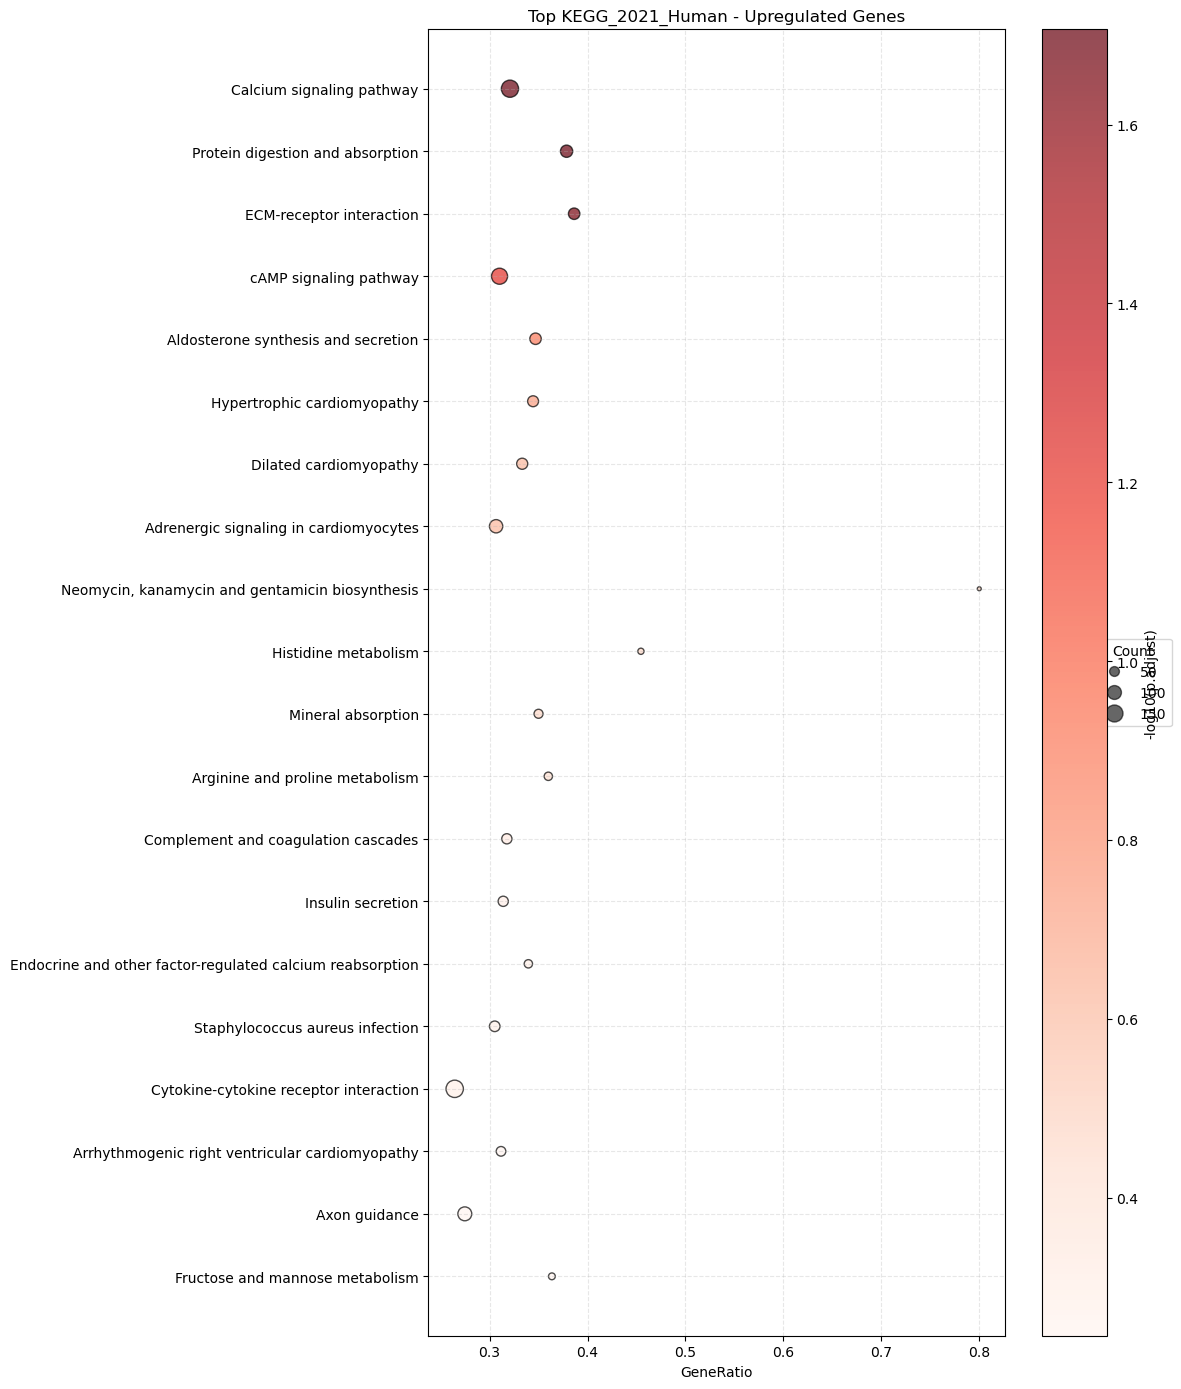 Top KEGG_2021_Human - Upregulated Genes
Calcium signaling pathway
Protein digestion and absorption
ECM-receptor interaction
cAMP signaling pathway
Aldosterone synthesis and secretion
Hypertrophic cardiomyopathy
Dilated cardiomyopathy
Adrenergic signaling in cardiomyocytes
Neomycin, kanamycin and gentamicin biosynthesis
Histidine metabolism
Mineral absorption
Arginine and proline metabolism
Complement and coagulation cascades
Insulin secretion
Endocrine and other factor-regulated calcium reabsorption
Staphylococcus aureus infection
Cytokine-cytokine receptor interaction
Arrhythmogenic right ventricular cardiomyopathy
Axon guidance
Fructose and mannose metabolism
0.3 0.4 0.5 0.6 0.7 0.8
GeneRatio
1.6
1.4
1.2
1.0
0.8
0.6
0.4
Count
50
100
150